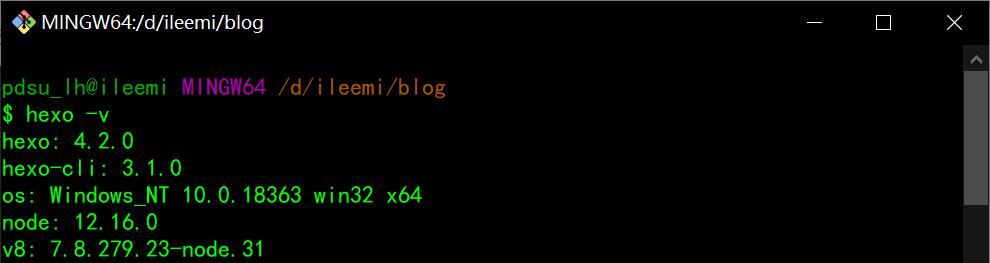 MINGW64:/d/ileemi/blog
pdsu_lh@ileemi MINGW64 /d/ileemi/blog
$ hexo -v
hexo: 4.2.0
hexo-cli: 3.1.0
os: Windows_NT 10.0.18363 win32 x64
node: 12.16.0
v8: 7.8.279.23-node.31